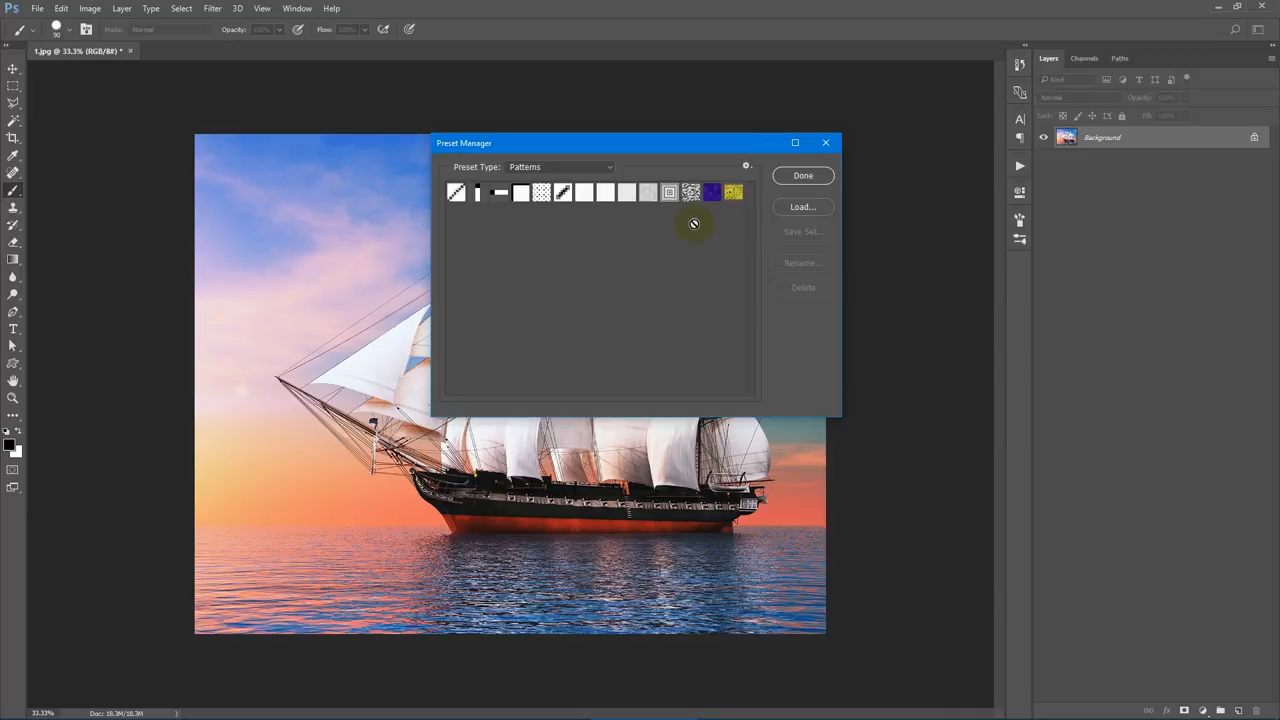 Ps File Edit Image Layer Type Select Filter 3D View Window Help
90 Mode: Normal Opacity: 100% Flow: 100%
1.jpg @ 33.3% (RGB/8#) * ×
Layers Channels Paths
Kind
Normal Opacity: 100%
Lock: Fill: 100%
Background
Preset Manager
Preset Type: Patterns
Done
Load...
Save Set...
Rename...
Delete
33.33% Doc: 18.3M/18.3M